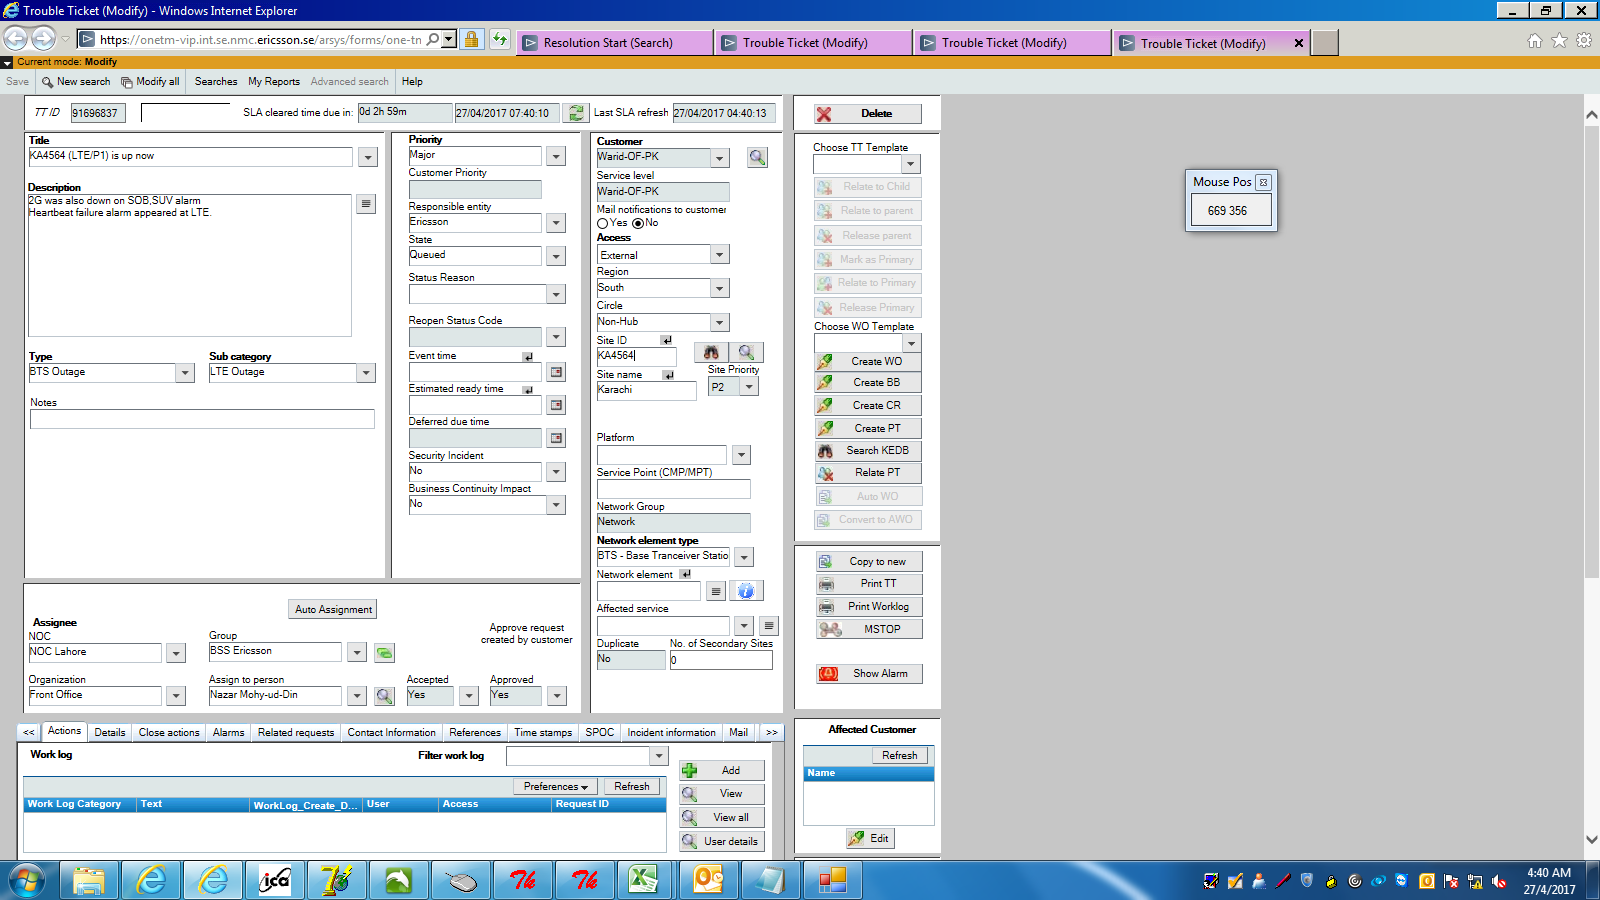 Trouble Ticket (Modify) - Windows Internet Explorer
https://onetm-vip.int.se.nmc.ericsson.se/arsys/forms/one-tn
Resolution Start (Search)
Trouble Ticket (Modify)
Trouble Ticket (Modify)
Trouble Ticket (Modify)
Current mode: Modify
Save New search Modify all Searches My Reports Advanced search Help
TT ID 91696837 SLA cleared time due in: 0d 2h 59m 27/04/2017 07:40:10 Last SLA refresh 27/04/2017 04:40:13
Title
KA4564 (LTE/P1) is up now
Description
2G was also down on SOB,SUV alarm
Heartbeat failure alarm appeared at LTE.
Type
BTS Outage
Sub category
LTE Outage
Notes
Priority
Major
Customer Priority
Responsible entity
Ericsson
State
Queued
Status Reason
Reopen Status Code
Event time
Estimated ready time
Deferred due time
Security Incident
No
Business Continuity Impact
No
Customer
Warid-OF-PK
Service level
Warid-OF-PK
Mail notifications to customer
Yes No
Access
External
Region
South
Circle
Non-Hub
Site ID
KA4564
Site name
Karachi
Site Priority
P2
Platform
Service Point (CMP/MPT)
Network Group
Network
Network element type
BTS - Base Tranceiver Statio
Network element
Affected service
Duplicate
No
No. of Secondary Sites
0
Auto Assignment
Assignee
NOC
NOC Lahore
Group
BSS Ericsson
Approve request
created by customer
Organization
Front Office
Assign to person
Nazar Mohy-ud-Din
Accepted
Yes
Approved
Yes
Delete
Choose TT Template
Relate to Child
Relate to parent
Release parent
Mark as Primary
Relate to Primary
Release Primary
Choose WO Template
Create WO
Create BB
Create CR
Create PT
Search KEDB
Relate PT
Auto WO
Convert to AWO
Copy to new
Print TT
Print Worklog
MSTOP
Show Alarm
Mouse Pos
669 356
<< Actions Details Close actions Alarms Related requests Contact Information References Time stamps SPOC Incident information Mail >>
Work log
Filter work log
Preferences Refresh
Work Log Category Text WorkLog_Create_D... User Access Request ID
Add
View
View all
User details
Affected Customer
Refresh
Name
Edit
ica
Tk
Tk
4:40 AM
27/4/2017